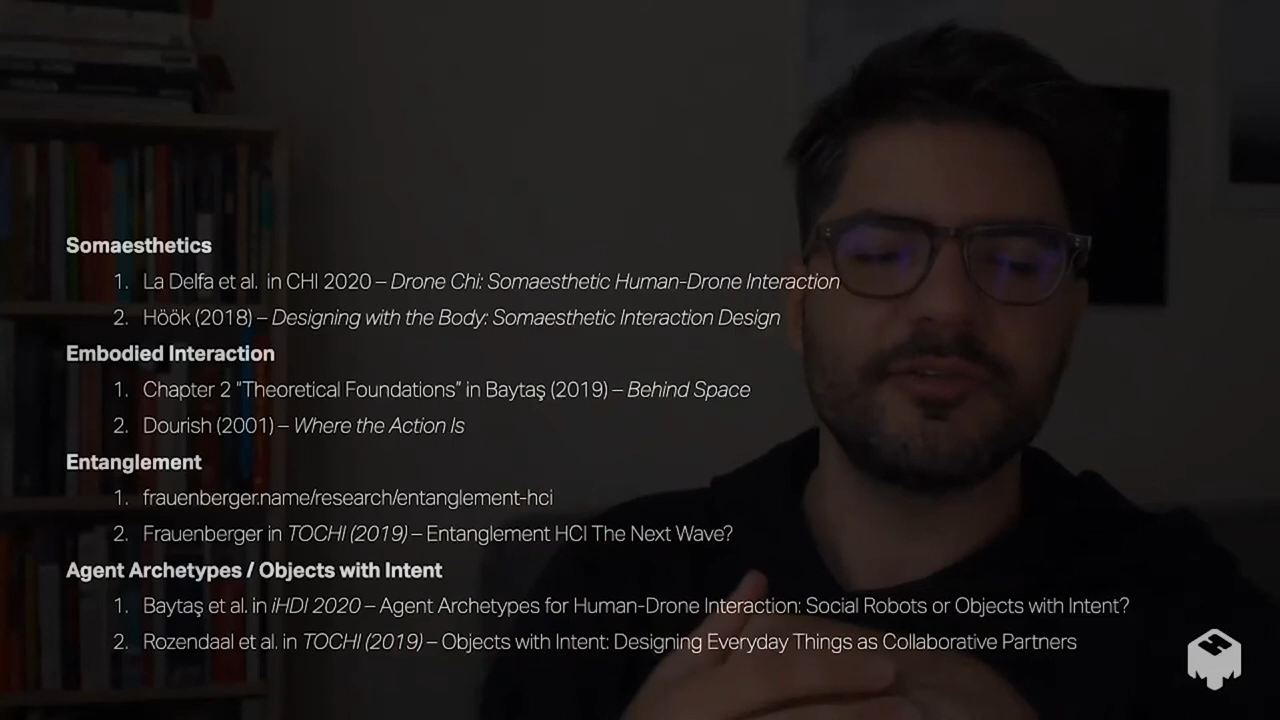 Somaesthetics
1. La Delfa et al. in CHI 2020 – Drone Chi: Somaesthetic Human-Drone Interaction
2. Höök (2018) – Designing with the Body: Somaesthetic Interaction Design
Embodied Interaction
1. Chapter 2 "Theoretical Foundations" in Baytaş (2019) – Behind Space
2. Dourish (2001) – Where the Action Is
Entanglement
1. frauenberger.name/research/entanglement-hci
2. Frauenberger in TOCHI (2019) – Entanglement HCI The Next Wave?
Agent Archetypes / Objects with Intent
1. Baytaş et al. in iHDI 2020 – Agent Archetypes for Human-Drone Interaction: Social Robots or Objects with Intent?
2. Rozendaal et al. in TOCHI (2019) – Objects with Intent: Designing Everyday Things as Collaborative Partners